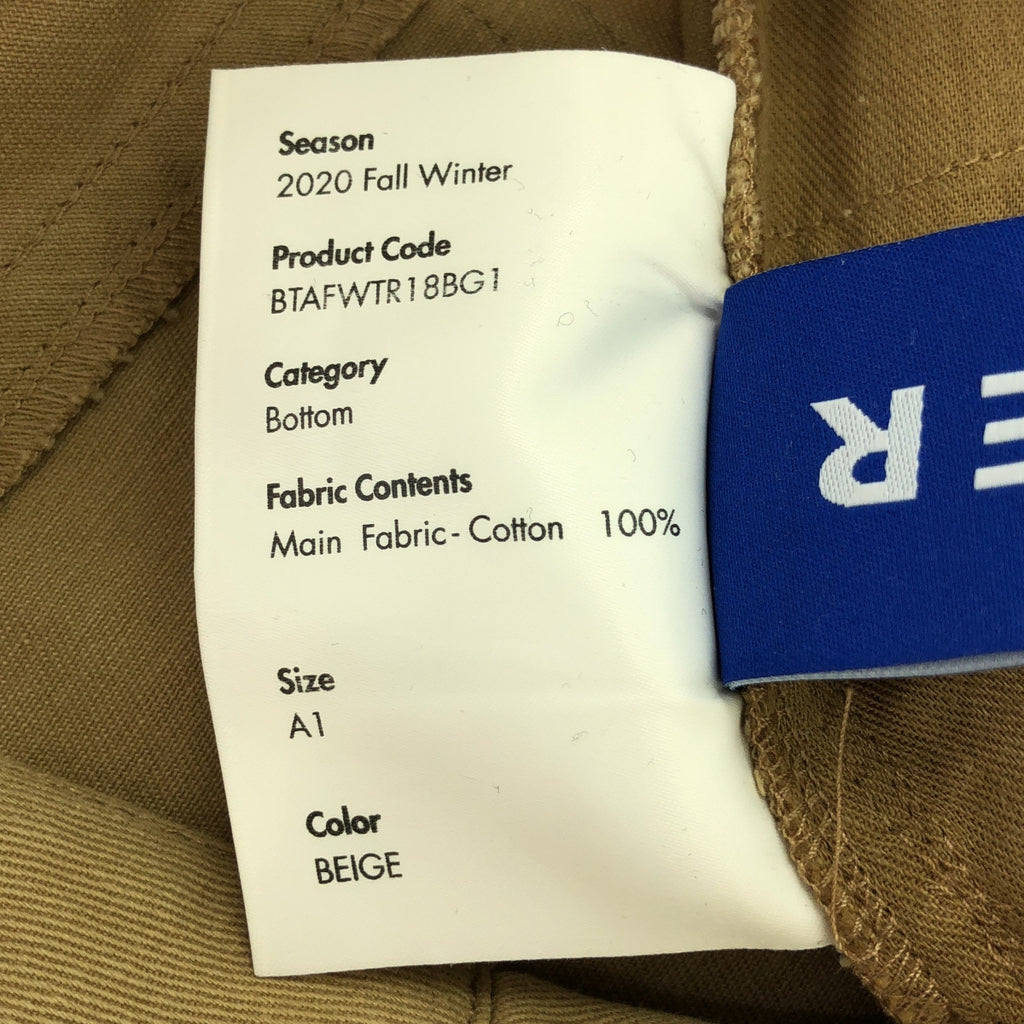 Season
2020 Fall Winter
Product Code
BTAFWTR18BG1
Category
Bottom
Fabric Contents
Main Fabric - Cotton 100%
Size
A1
Color
BEIGE
ER